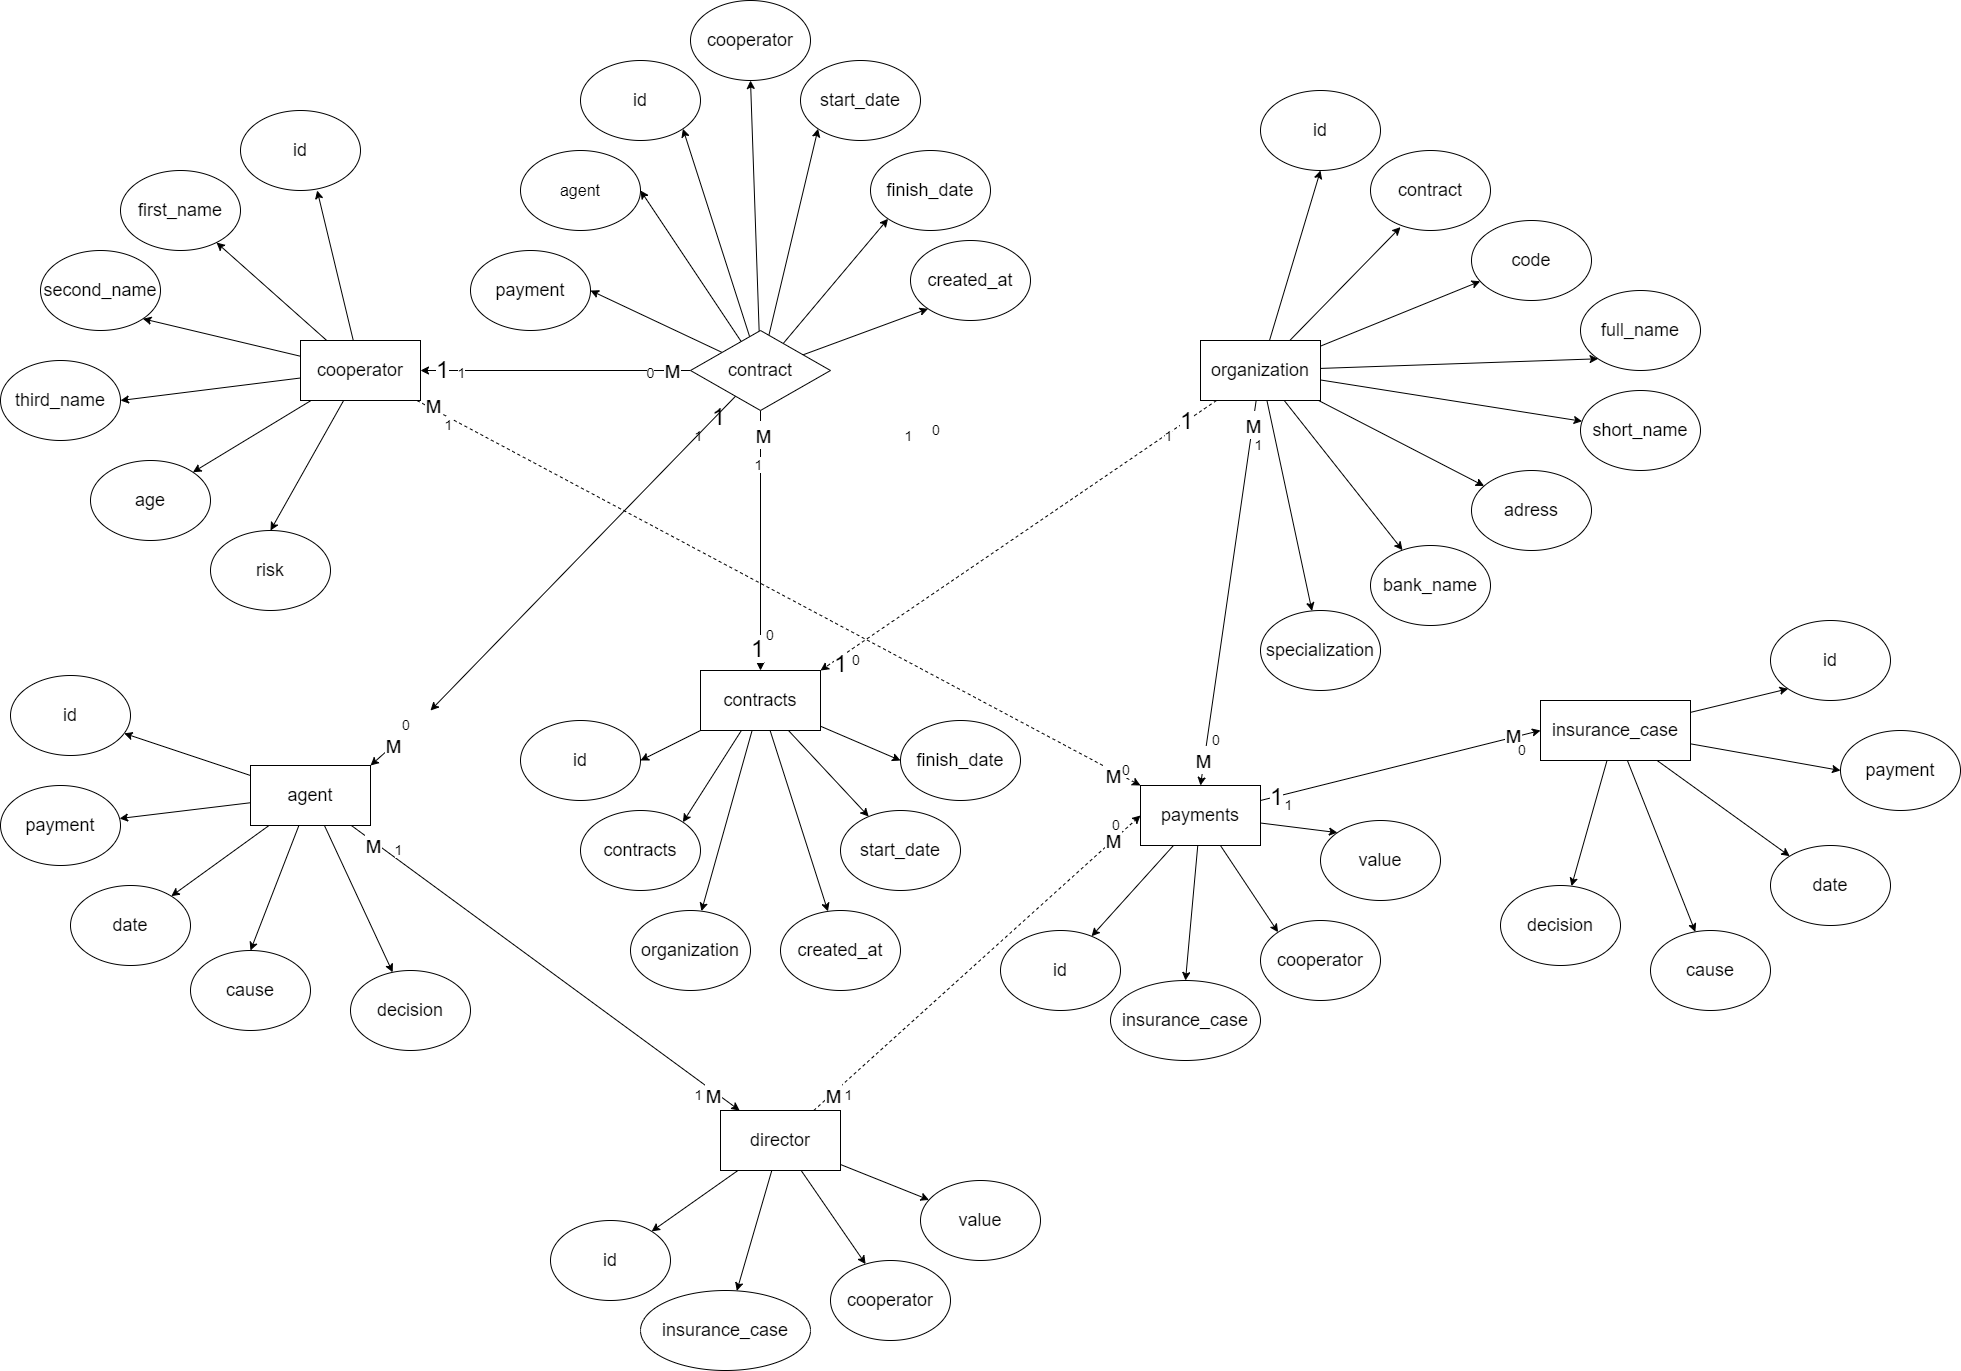 cooperator
id
start_date
id
id
agent
finish_date
contract
first_name
code
created_at
second_name
payment
full_name
cooperator
1
1
0
M
contract
organization
third_name
M
1
1
1
M
1
1
0
1
1
M
1
short_name
age
adress
risk
bank_name
specialization
0
1
1
0
id
0
M
id
contracts
0
M
M
0
M
0
insurance_case
id
finish_date
payment
agent
1
1
payments
payment
M
1
contracts
start_date
0
M
value
date
date
cause
decision
organization
created_at
id
cooperator
decision
cause
insurance_case
1
M
M
1
director
id
value
insurance_case
cooperator